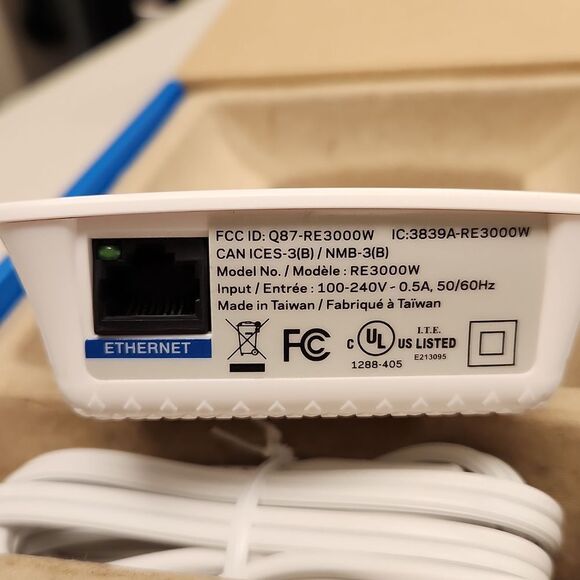 FCC ID: Q87-RE3000W IC:3839A-RE3000W
CAN ICES-3(B) / NMB-3(B)
Model No. / Modèle : RE3000W
Input / Entrée : 100-240V - 0.5A, 50/60Hz
Made in Taiwan / Fabriqué à Taïwan
ETHERNET
FC
C UL US LISTED
I.T.E.
E213095
1288-405